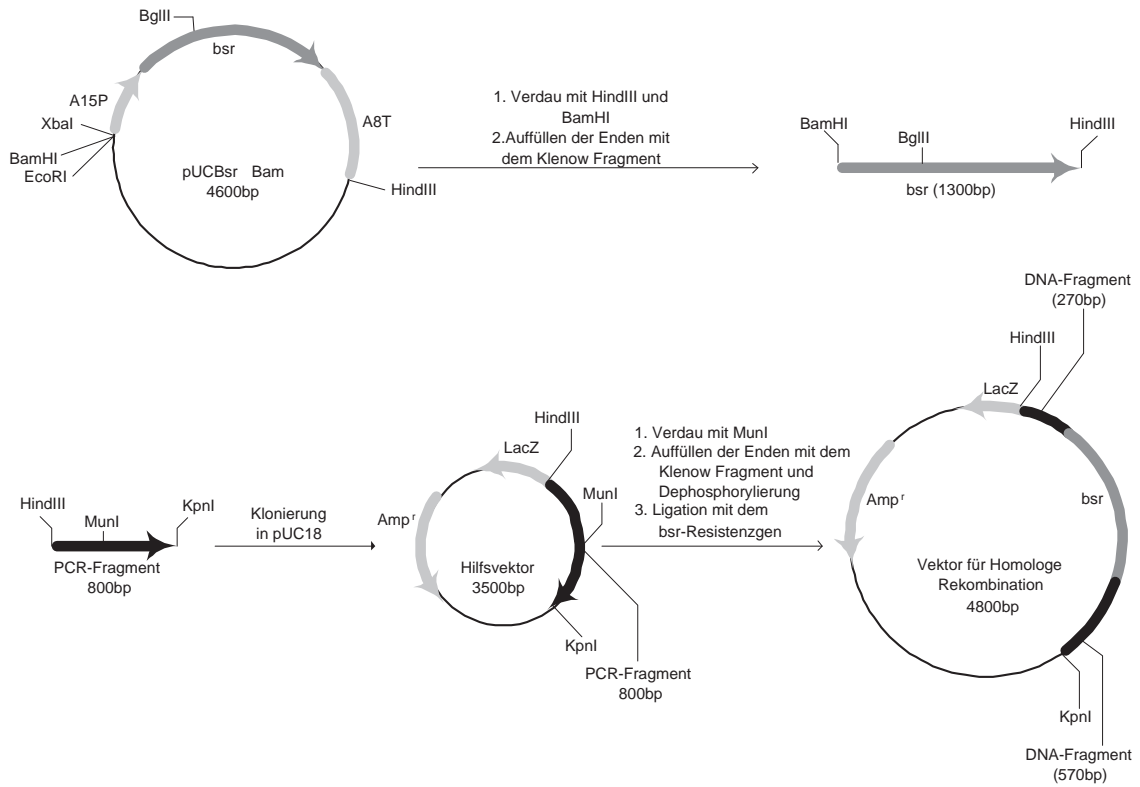 BglII
bsr
A15P
XbaI
BamHI
EcoRI
A8T
HindIII
pUCBsr Bam
4600bp
1. Verdau mit HindIII und
BamHI
2.Auffüllen der Enden mit
dem Klenow Fragment
BamHI
BglII
HindIII
bsr (1300bp)
HindIII
MunI
KpnI
PCR-Fragment
800bp
Klonierung
in pUC18
HindIII
LacZ
MunI
Amp r
Hilfsvektor
3500bp
KpnI
PCR-Fragment
800bp
1. Verdau mit MunI
2. Auffüllen der Enden mit dem
Klenow Fragment und
Dephosphorylierung
3. Ligation mit dem
bsr-Resistenzgen
DNA-Fragment
(270bp)
HindIII
LacZ
Amp r
bsr
Vektor für Homologe
Rekombination
4800bp
KpnI
DNA-Fragment
(570bp)